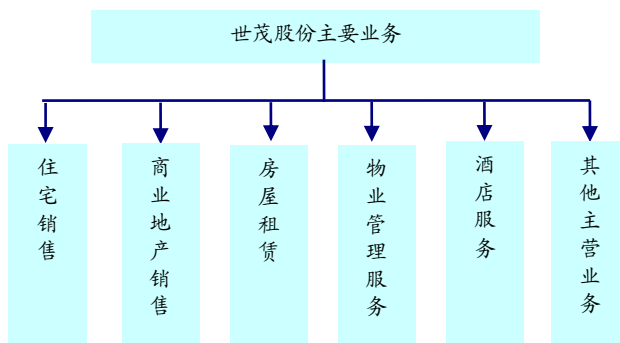 世茂股份主要业务
住宅销售
商业地产销售
房屋租赁
物业管理服务
酒店服务
其他主营业务